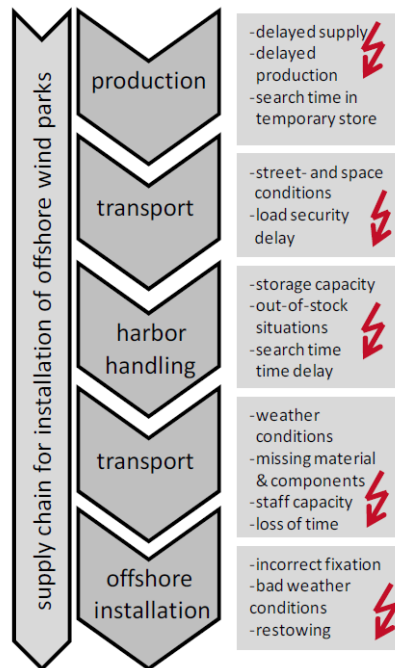 supply chain for installation of offshore wind parks
production
-delayed supply
-delayed
production
-search time in
temporary store
transport
-street- and space
conditions
-load security
delay
harbor
handling
-storage capacity
-out-of-stock
situations
-search time
time delay
transport
-weather
conditions
-missing material
& components
-staff capacity
-loss of time
offshore
installation
-incorrect fixation
-bad weather
conditions
-restowing